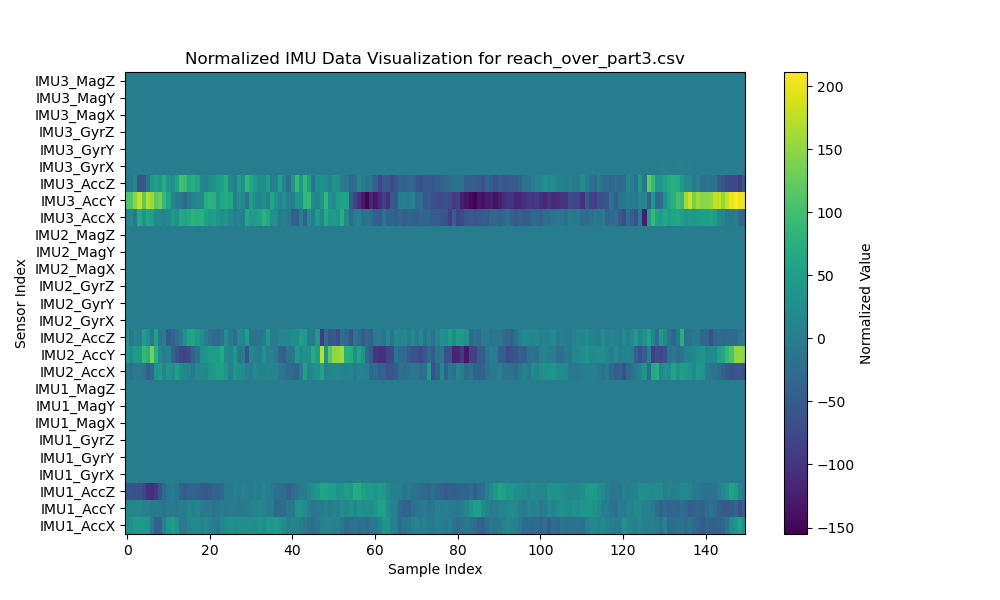 Normalized IMU Data Visualization for reach_over_part3.csv
IMU3_MagZ
IMU3_MagY
IMU3_MagX
IMU3_GyrZ
IMU3_GyrY
IMU3_GyrX
IMU3_AccZ
IMU3_AccY
IMU3_AccX
IMU2_MagZ
IMU2_MagY
IMU2_MagX
IMU2_GyrZ
IMU2_GyrY
IMU2_GyrX
IMU2_AccZ
IMU2_AccY
IMU2_AccX
IMU1_MagZ
IMU1_MagY
IMU1_MagX
IMU1_GyrZ
IMU1_GyrY
IMU1_GyrX
IMU1_AccZ
IMU1_AccY
IMU1_AccX
Sensor Index
0 20 40 60 80 100 120 140
Sample Index
200
150
100
50
0
−50
−100
−150
Normalized Value